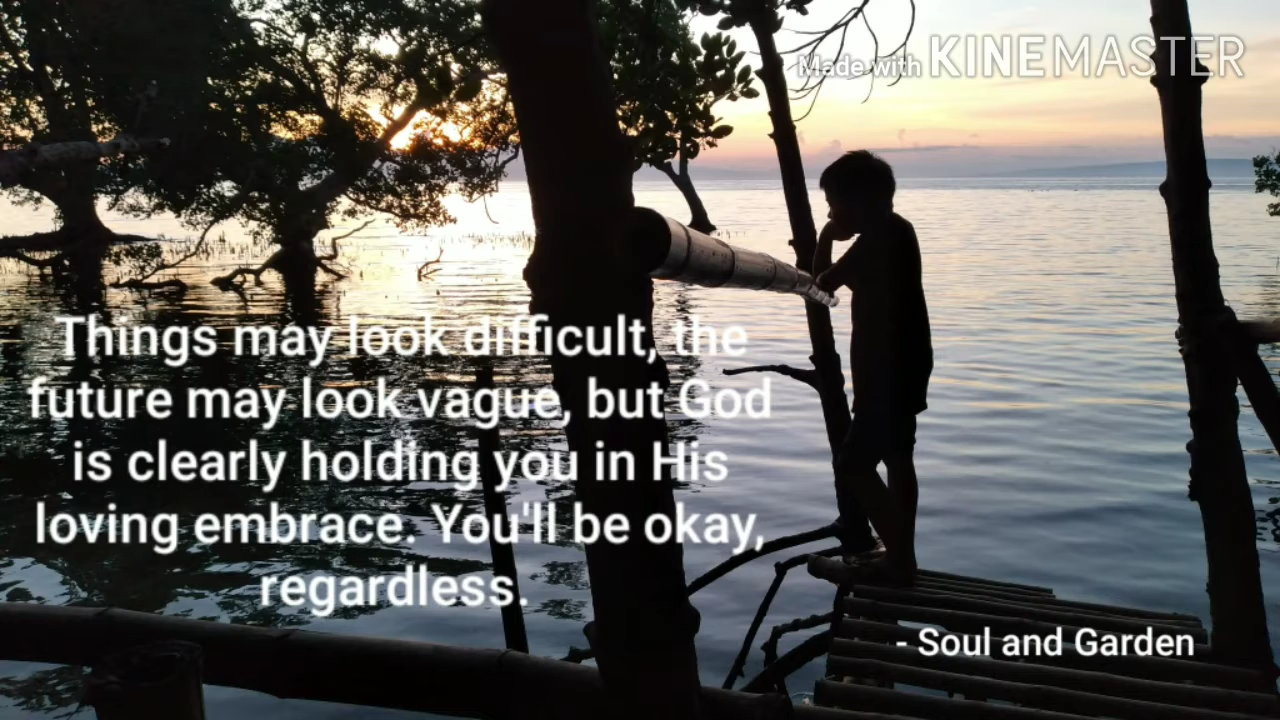 Made with KINEMASTER
Things may look difficult, the
future may look vague, but God
is clearly holding you in His
loving embrace. You'll be okay,
regardless.
- Soul and Garden